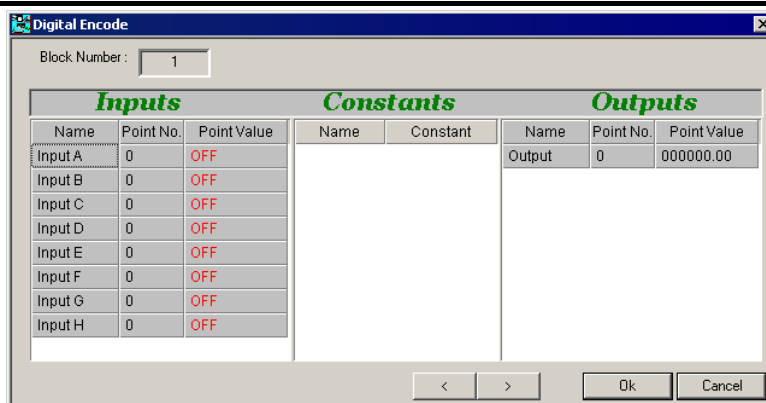 Digital Encode
Block Number : 1
Inputs Constants Outputs
Name Point No. Point Value Name Constant Name Point No. Point Value
Input A 0 OFF Output 0 000000.00
Input B 0 OFF
Input C 0 OFF
Input D 0 OFF
Input E 0 OFF
Input F 0 OFF
Input G 0 OFF
Input H 0 OFF
< > Ok Cancel